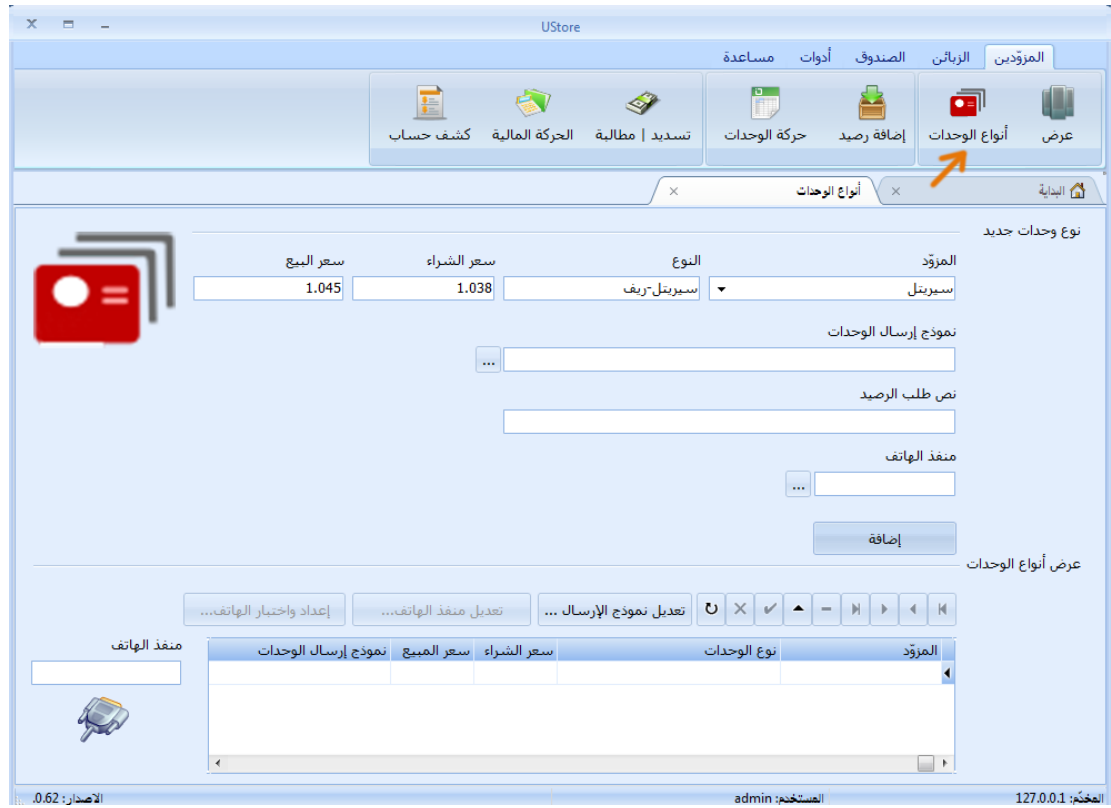 UStore
المزوّدين الزبائن الصندوق أدوات مساعدة
عرض أنواع الوحدات إضافة رصيد حركة الوحدات تسديد | مطالبة الحركة المالية كشف حساب
البداية أنواع الوحدات
نوع وحدات جديد
المزوّد النوع سعر الشراء سعر البيع
سيريتل سيريتل-ريف 1.038 1.045
نموذج إرسال الوحدات
...
نص طلب الرصيد
منفذ الهاتف
...
إضافة
عرض أنواع الوحدات
تعديل نموذج الإرسال ... تعديل منفذ الهاتف... إعداد واختبار الهاتف...
المزوّد نوع الوحدات سعر الشراء سعر المبيع نموذج إرسال الوحدات منفذ الهاتف
المخدّم: 127.0.0.1 المستخدم: admin الاصدار: 0.62.